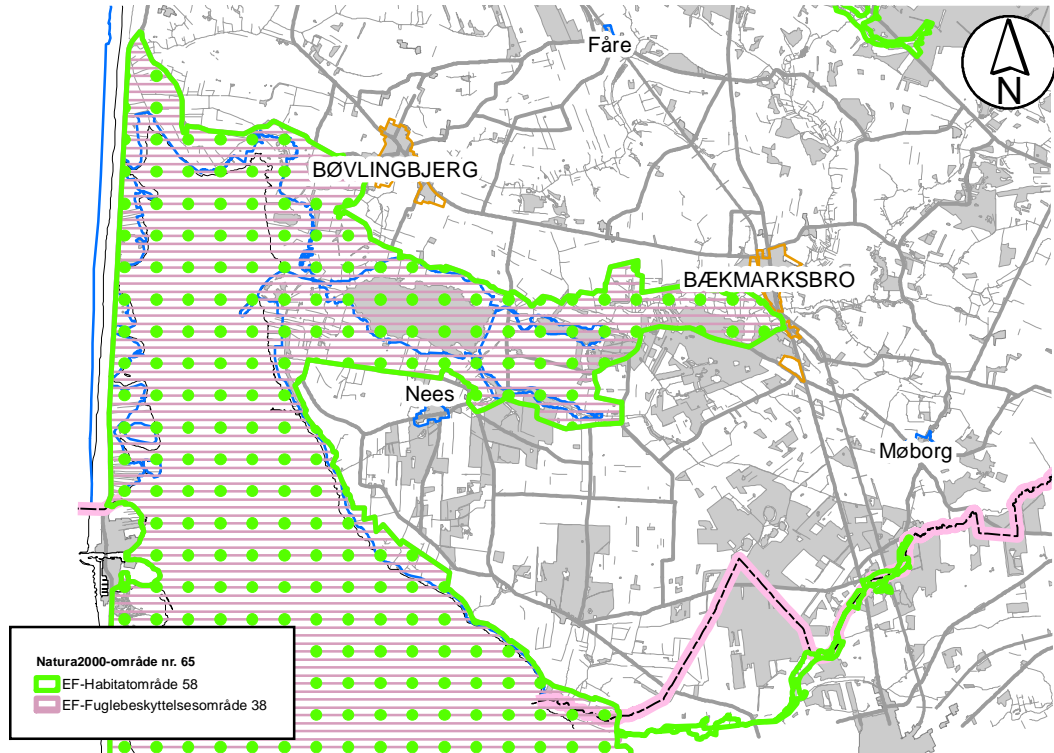 Fåre
N
BØVLINGBJERG
BÆKMARKSBRO
Nees
Møborg
Natura2000-område nr. 65
EF-Habitatområde 58
EF-Fuglebeskyttelsesområde 38